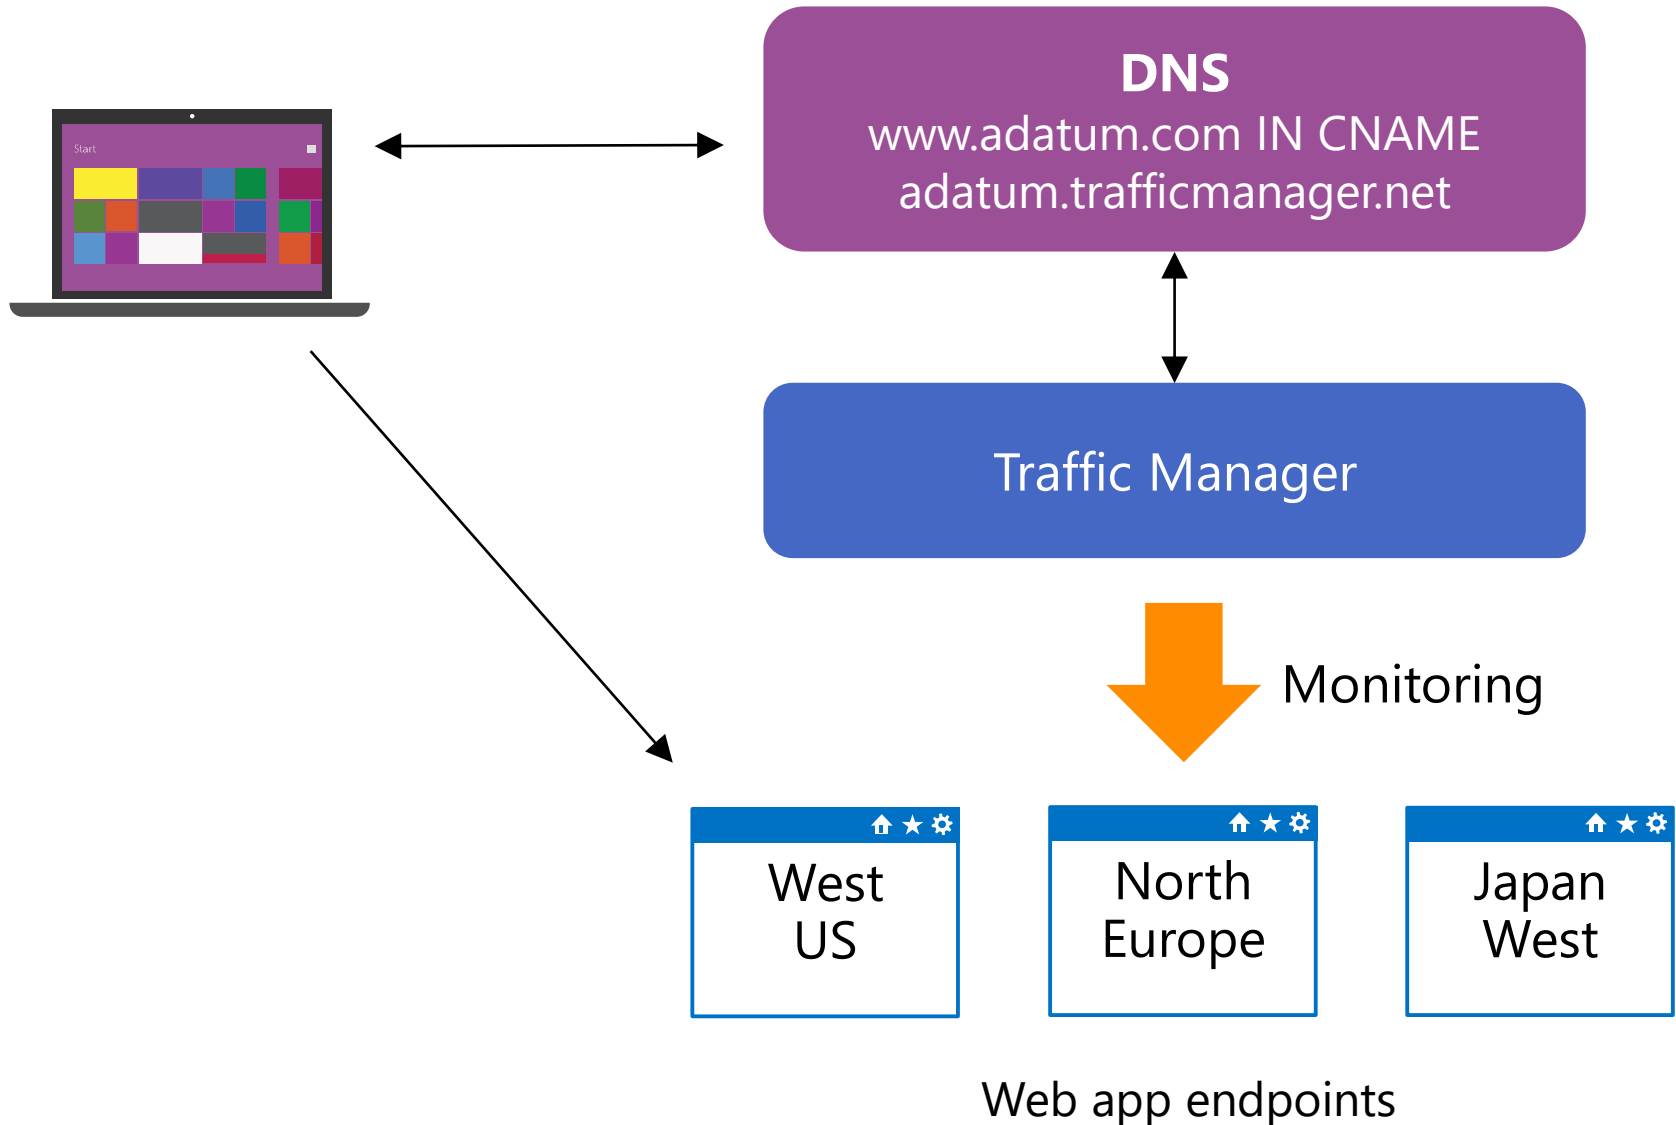 Start
DNS
www.adatum.com IN CNAME
adatum.trafficmanager.net
Traffic Manager
Monitoring
West
US
North
Europe
Japan
West
Web app endpoints